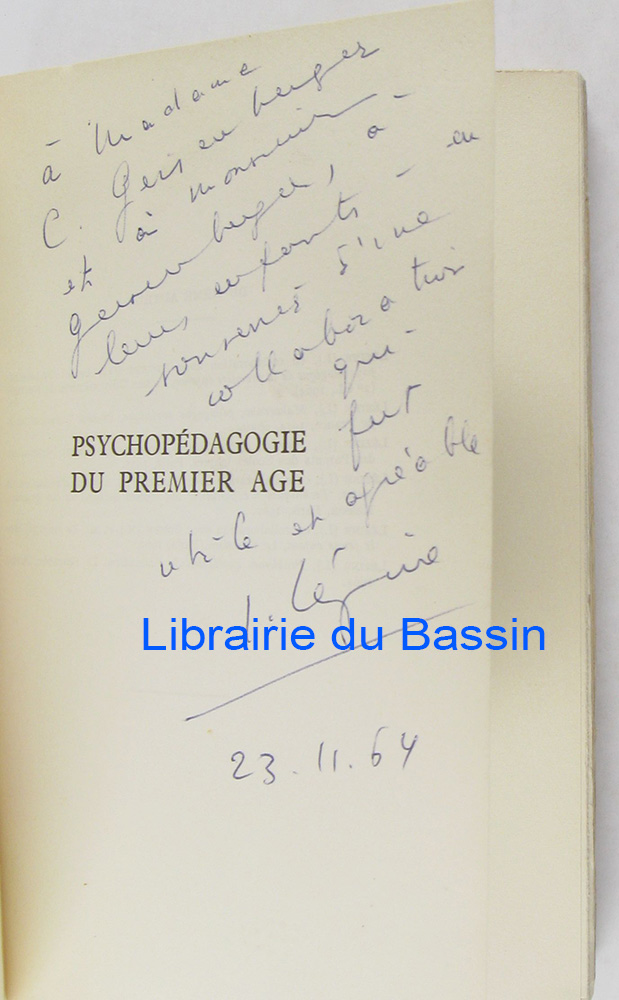 à Madame
C. Geisenberger
et à Monsieur
Geisenberger, à
leurs enfants – en
souvenir d'une
collaboration
qui
fut
PSYCHOPÉDAGOGIE
DU PREMIER AGE
utile et agréable
Librairie du Bassin
23.11.64